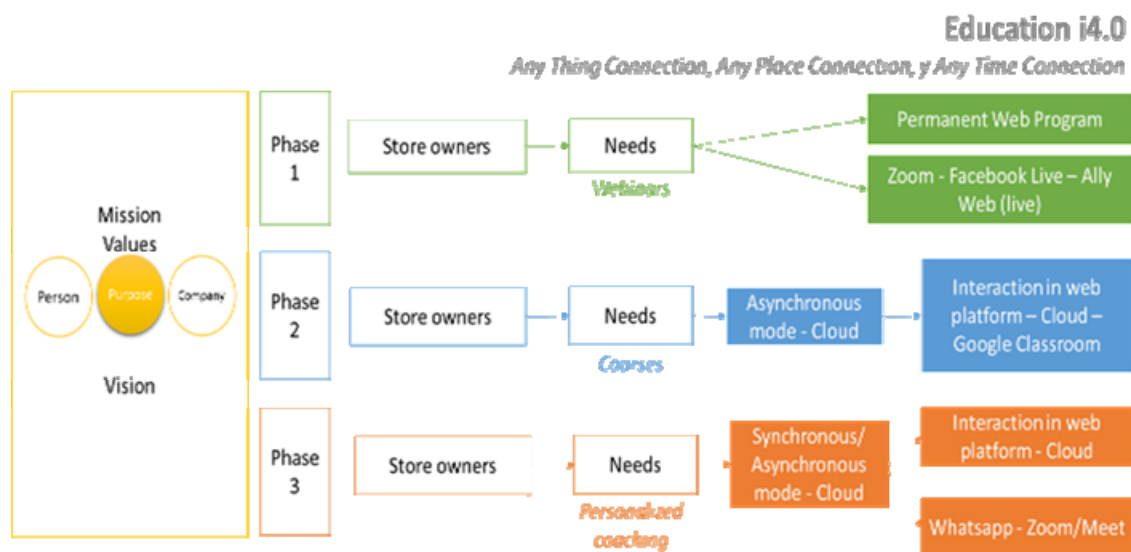 Education i4.0
Any Thing Connection, Any Place Connection, y Any Time Connection
Mission
Values
Person
Purpose
Company
Vision
Phase
1
Store owners
Needs
Webinars
Permanent Web Program
Zoom - Facebook Live – Ally
Web (live)
Phase
2
Store owners
Needs
Courses
Asynchronous
mode - Cloud
Interaction in web
platform – Cloud –
Google Classroom
Phase
3
Store owners
Needs
Personalized
coaching
Synchronous/
Asynchronous
mode - Cloud
Interaction in web
platform - Cloud
Whatsapp - Zoom/Meet